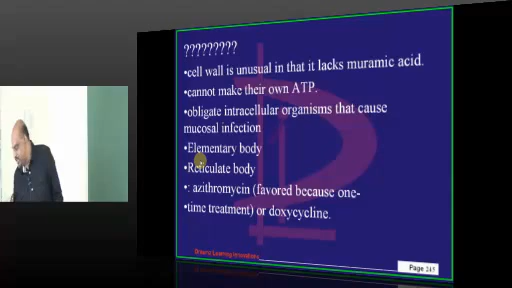 ?????????
•cell wall is unusual in that it lacks muramic acid.
•cannot make their own ATP.
•obligate intracellular organisms that cause
mucosal infection
•Elementary body
•Reticulate body
•: azithromycin (favored because one-
•time treatment) or doxycycline.
Page 245